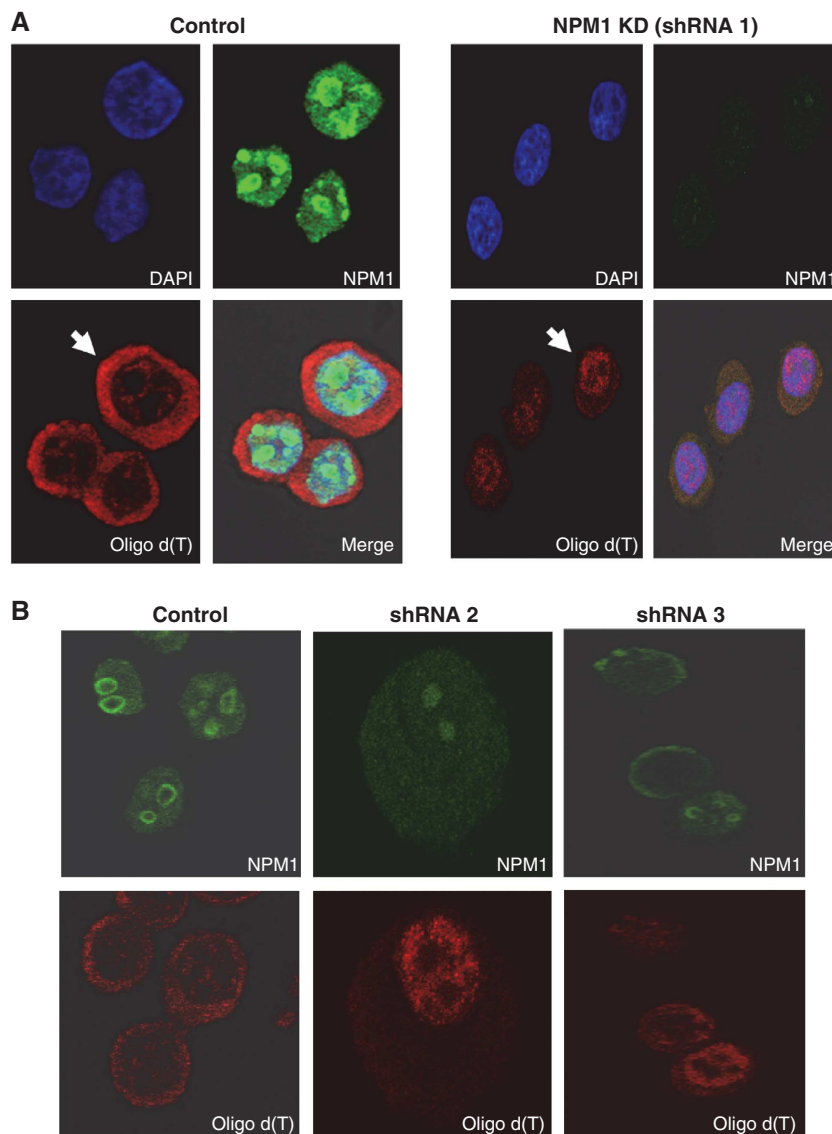 A
Control
NPM1 KD (shRNA 1)
DAPI
NPM1
DAPI
NPM1
Oligo d(T)
Merge
Oligo d(T)
Merge
B
Control
shRNA 2
shRNA 3
NPM1
NPM1
NPM1
Oligo d(T)
Oligo d(T)
Oligo d(T)